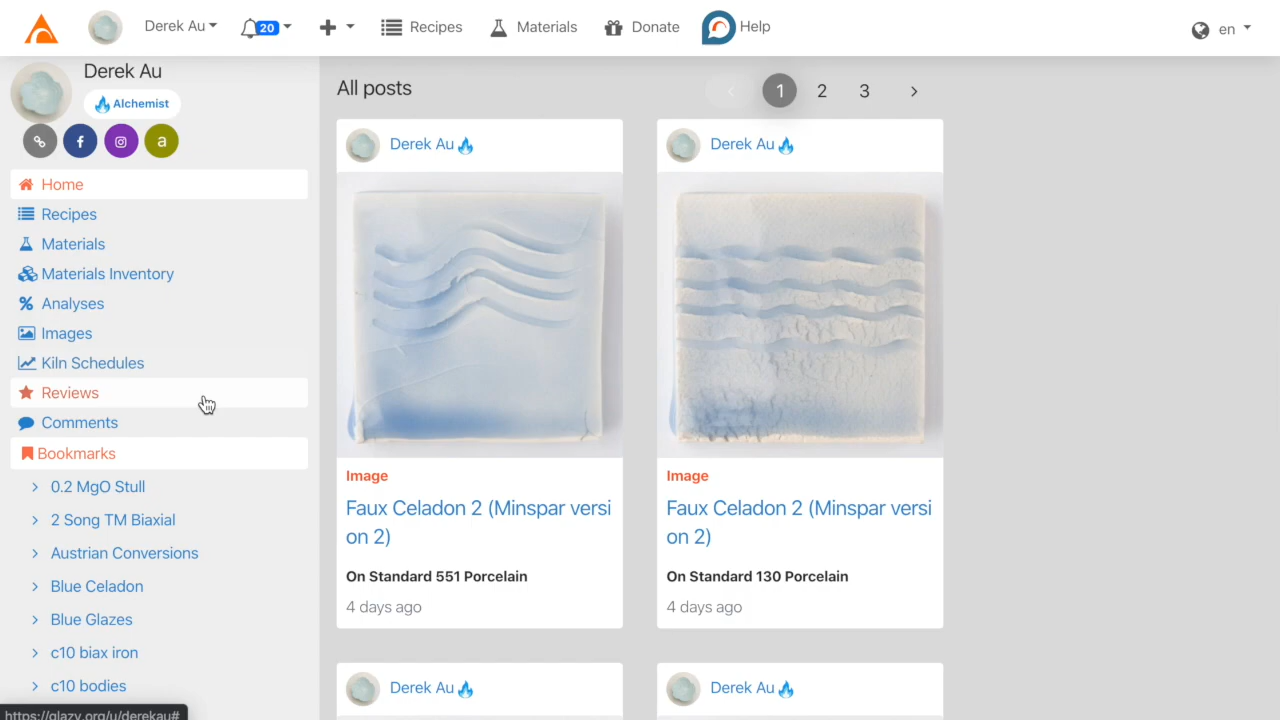 Derek Au
20
Recipes
Materials
Donate
Help
en
Derek Au
Alchemist
a
Home
Recipes
Materials
Materials Inventory
Analyses
Images
Kiln Schedules
Reviews
Comments
Bookmarks
0.2 MgO Stull
2 Song TM Biaxial
Austrian Conversions
Blue Celadon
Blue Glazes
c10 biax iron
c10 bodies
https://glazy.org/u/derekau#
All posts
1
2
3
Derek Au
Image
Faux Celadon 2 (Minspar versi
on 2)
On Standard 551 Porcelain
4 days ago
Derek Au
Image
Faux Celadon 2 (Minspar versi
on 2)
On Standard 130 Porcelain
4 days ago
Derek Au
Derek Au